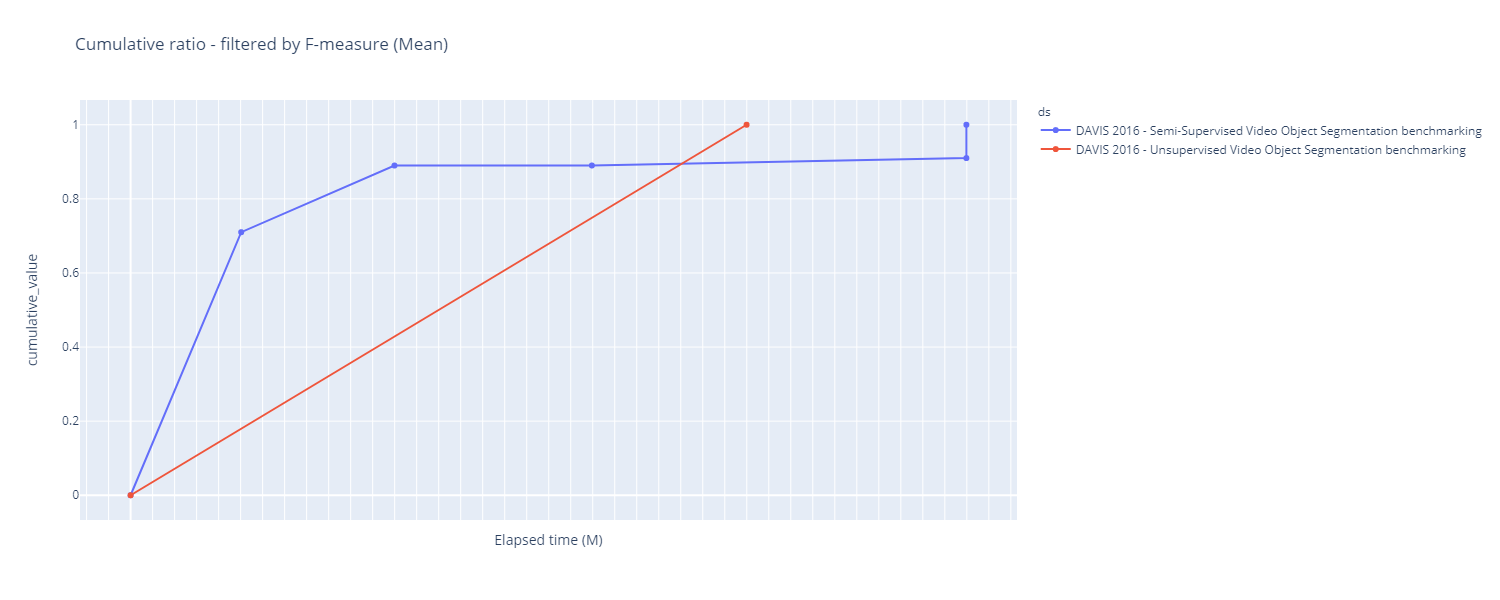 Cumulative ratio - filtered by F-measure (Mean)
ds
DAVIS 2016 - Semi-Supervised Video Object Segmentation benchmarking
DAVIS 2016 - Unsupervised Video Object Segmentation benchmarking
1
0.8
0.6
0.4
0.2
0
cumulative_value
Elapsed time (M)